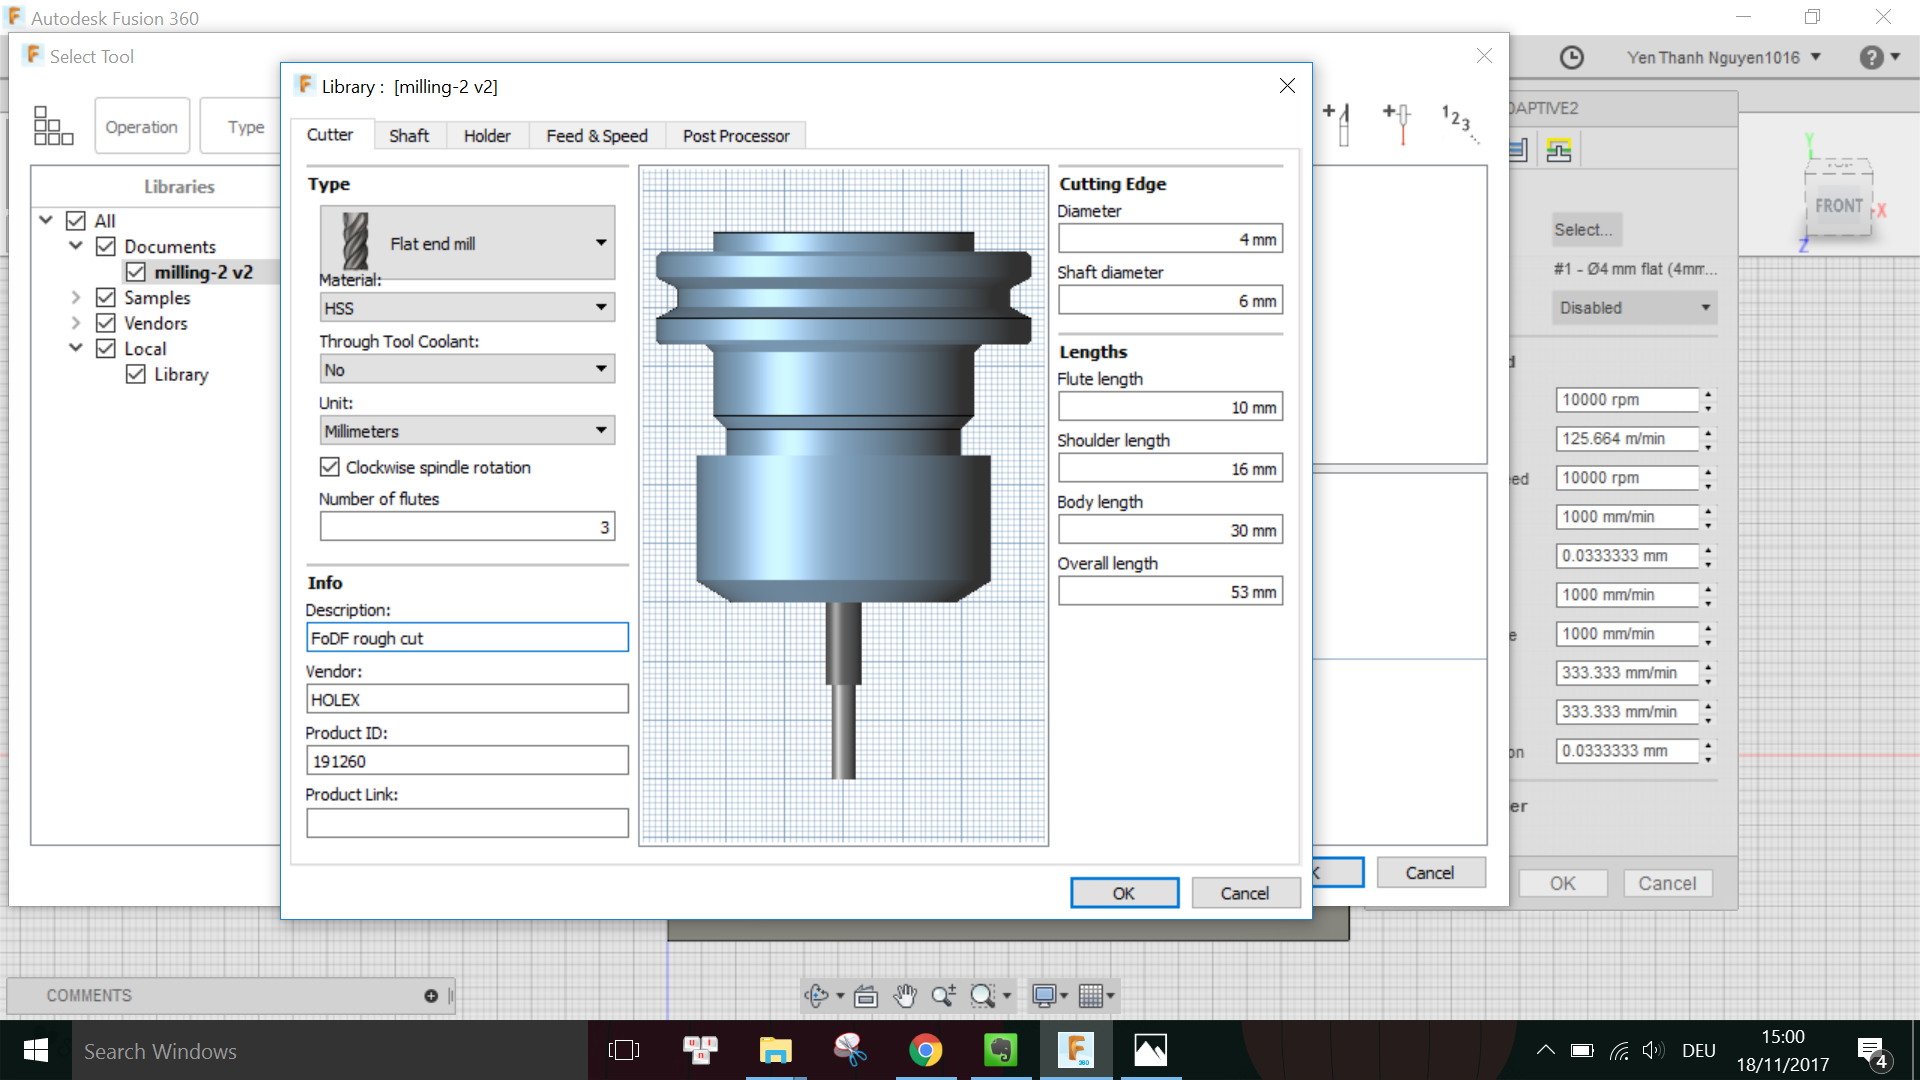 Autodesk Fusion 360
Select Tool
Yen Thanh Nguyen1016
Library : [milling-2 v2]
Operation
Type
Cutter
Shaft
Holder
Feed & Speed
Post Processor
DAPTIVE2
Libraries
All
Documents
milling-2 v2
Samples
Vendors
Local
Library
Type
Flat end mill
Material:
HSS
Through Tool Coolant:
No
Unit:
Millimeters
Clockwise spindle rotation
Number of flutes
3
Info
Description:
FoDF rough cut
Vendor:
HOLEX
Product ID:
191260
Product Link:
Cutting Edge
Diameter
4 mm
Shaft diameter
6 mm
Lengths
Flute length
10 mm
Shoulder length
16 mm
Body length
30 mm
Overall length
53 mm
OK
Cancel
Cancel
1 2 3
Select...
#1 - Ø4 mm flat (4mm...
Disabled
10000 rpm
125.664 m/min
eed
10000 rpm
1000 mm/min
0.0333333 mm
1000 mm/min
e
1000 mm/min
333.333 mm/min
333.333 mm/min
on
0.0333333 mm
er
OK
Cancel
Y
TOP
FRONT
X
Z
COMMENTS
Search Windows
u i n
F 360
DEU
15:00
18/11/2017
4